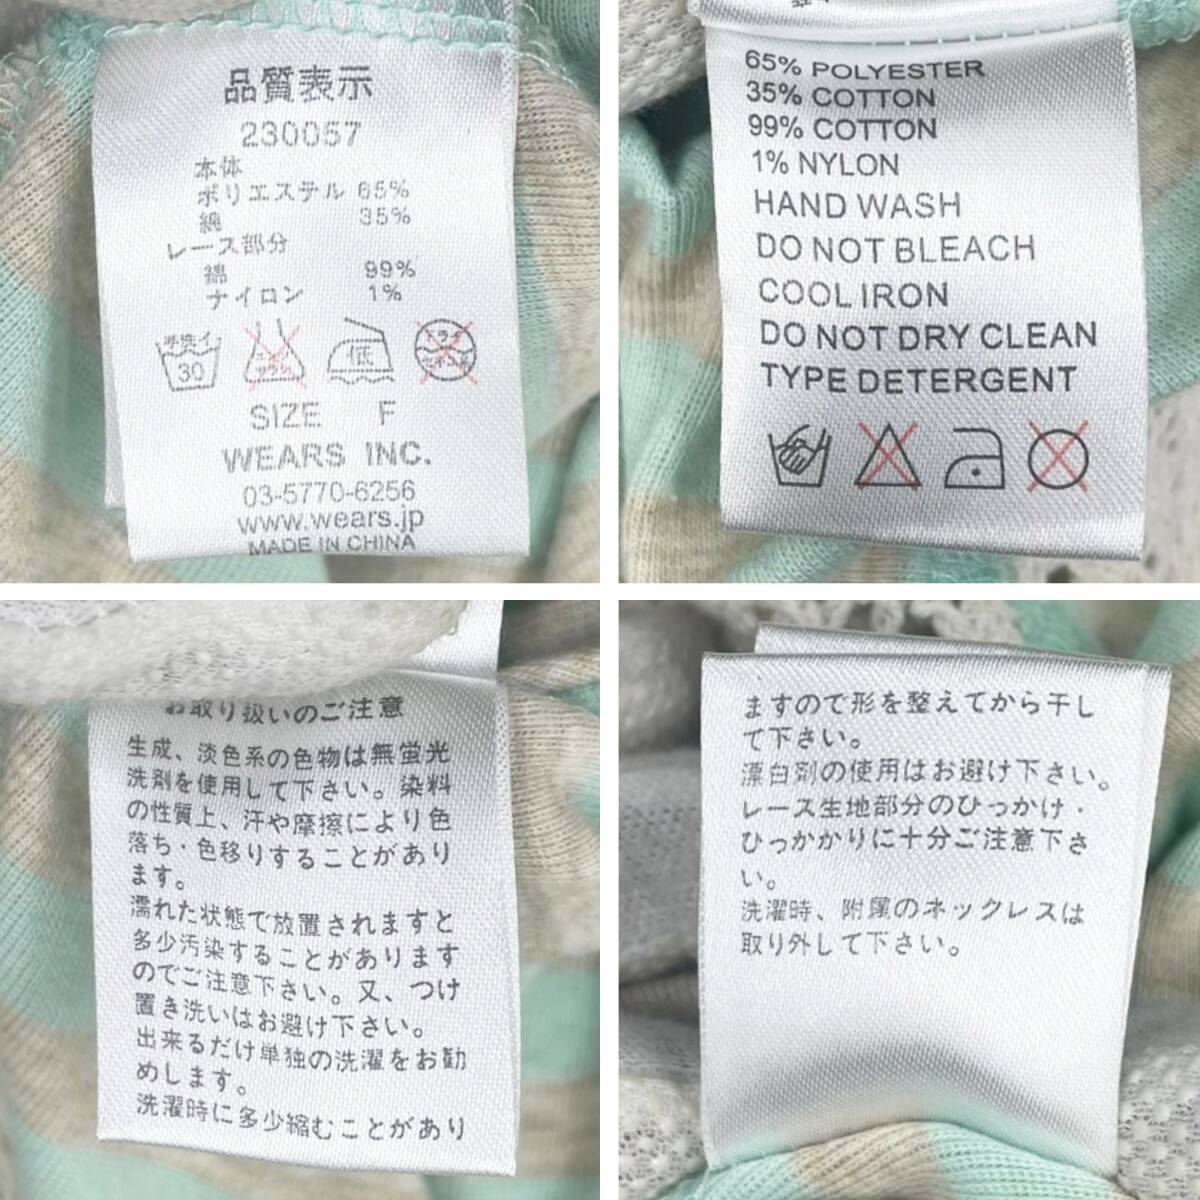 品質表示
230057
本体
ポリエステル 65%
綿 35%
レース部分
綿 99%
ナイロン 1%
手洗イ
30
低
SIZE F
WEARS INC.
03-5770-6256
www.wears.jp
MADE IN CHINA
65% POLYESTER
35% COTTON
99% COTTON
1% NYLON
HAND WASH
DO NOT BLEACH
COOL IRON
DO NOT DRY CLEAN
TYPE DETERGENT
お取り扱いのご注意
生成、淡色系の色物は無蛍光
洗剤を使用して下さい。染料
の性質上、汗や摩擦により色
落ち・色移りすることがあり
ます。
濡れた状態で放置されますと
多少汚染することがあります
のでご注意下さい。又、つけ
置き洗いはお避け下さい。
出来るだけ単独の洗濯をお勧
めします。
洗濯時に多少縮むことがあり
ますので形を整えてから干し
て下さい。
漂白剤の使用はお避け下さい。
レース生地部分のひっかけ・
ひっかかりに十分ご注意下さ
い。
洗濯時、附属のネックレスは
取り外して下さい。